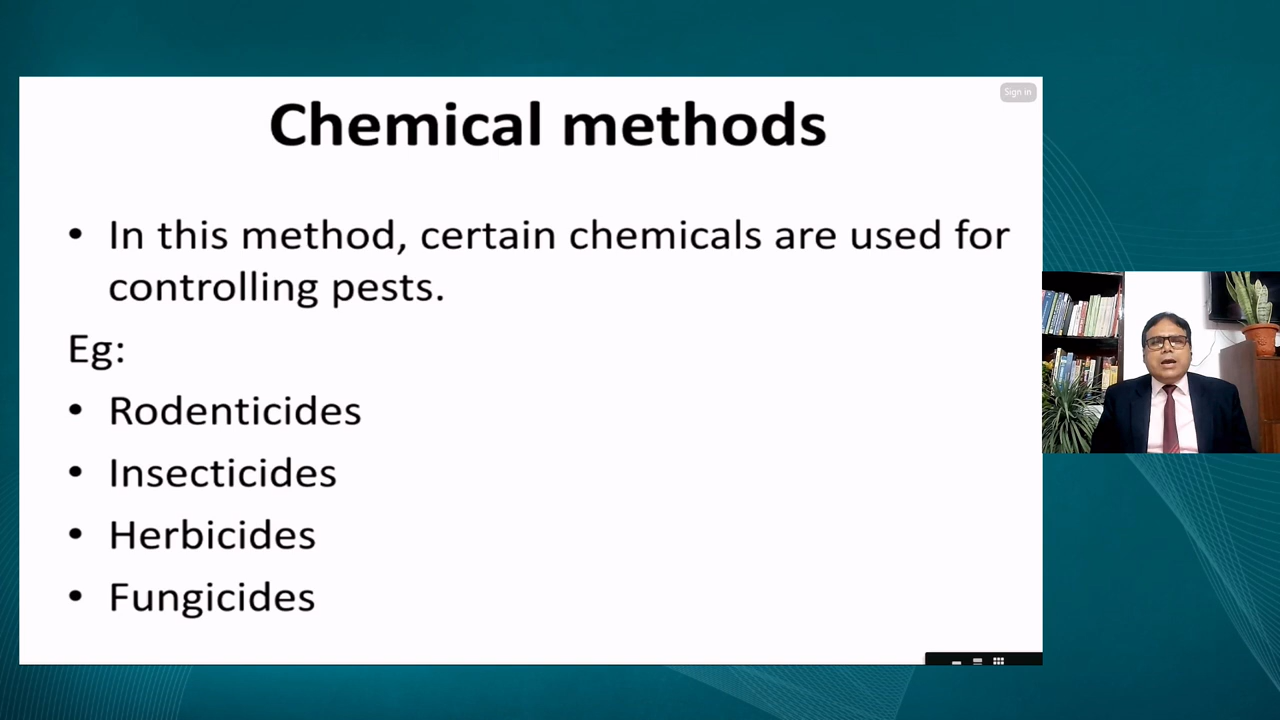 Chemical methods
Sign in
• In this method, certain chemicals are used for
controlling pests.
Eg:
• Rodenticides
• Insecticides
• Herbicides
• Fungicides